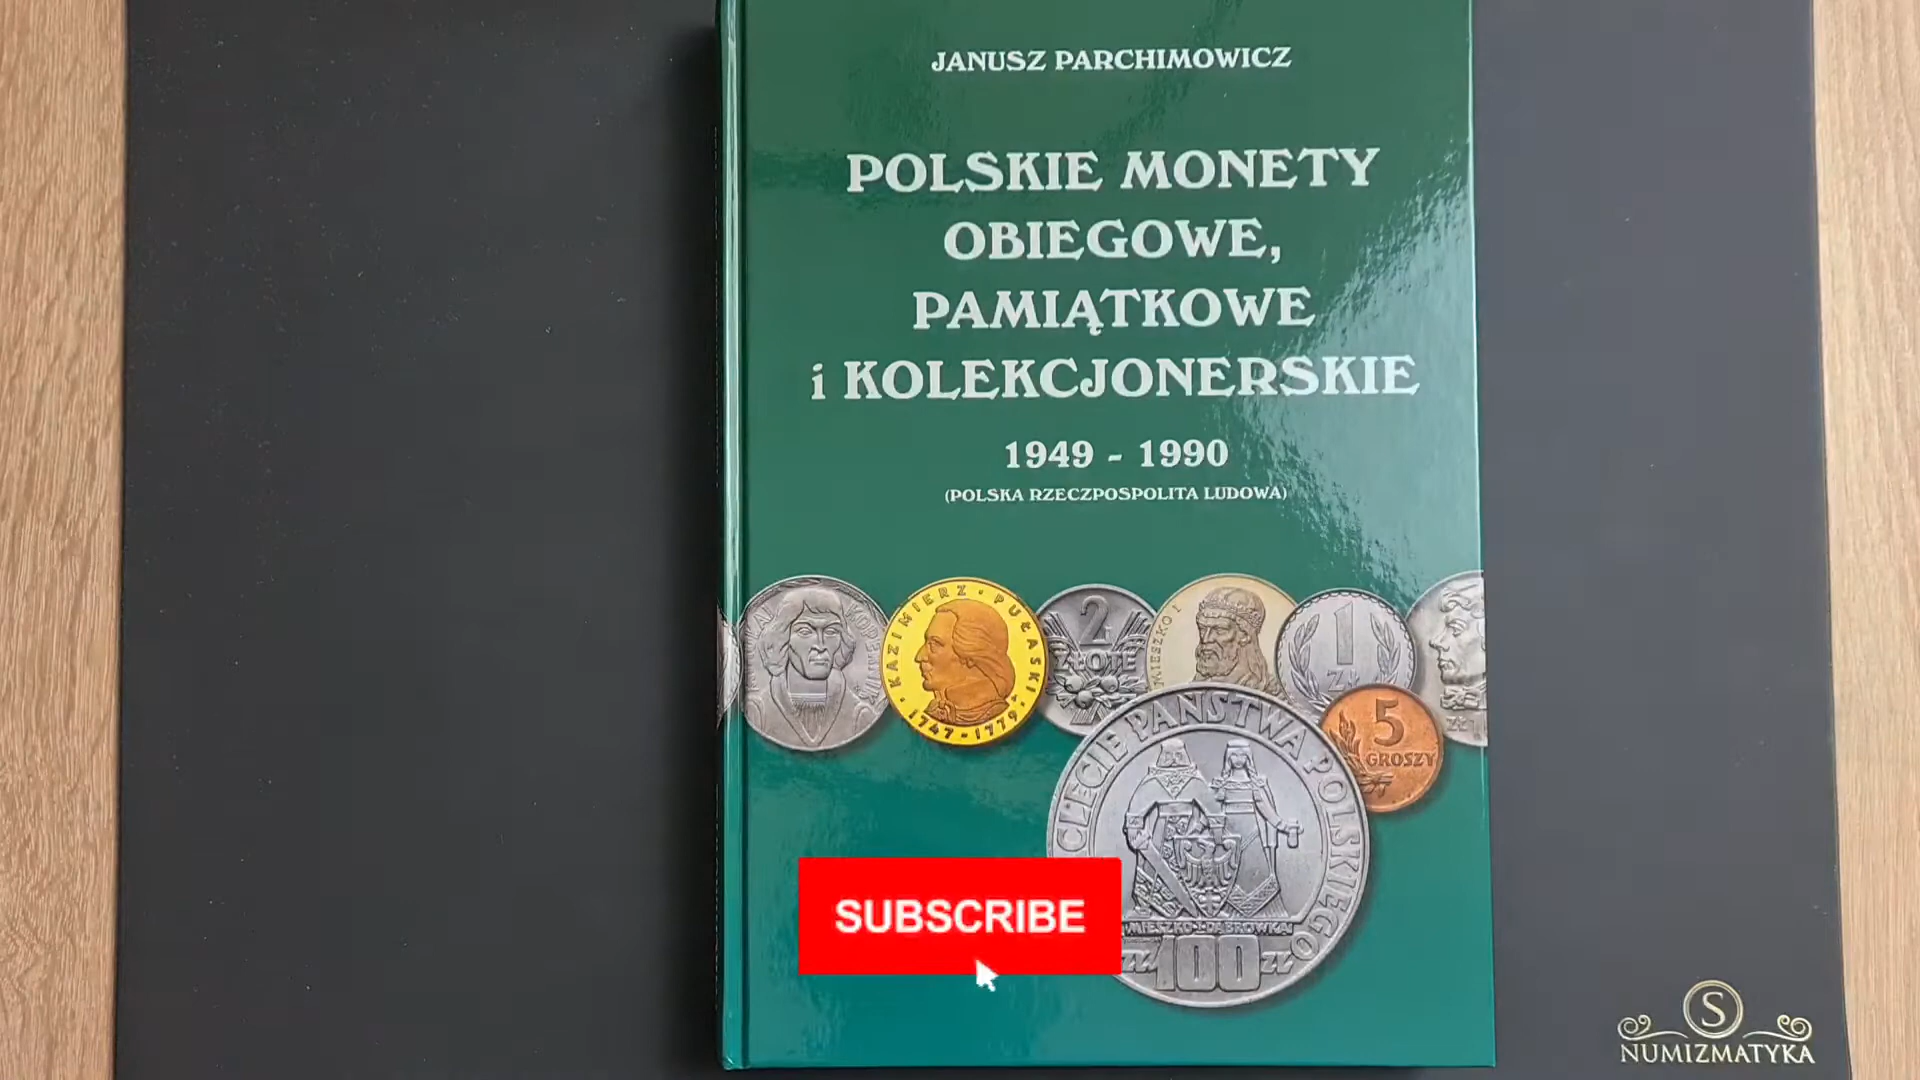 JANUSZ PARCHIMOWICZ
POLSKIE MONETY
OBIEGOWE,
PAMIĄTKOWE
i KOLEKCJONERSKIE
1949 - 1990
(POLSKA RZECZPOSPOLITA LUDOWA)
KAZIMIERZ · PUŁASKI
· 1747 - 1779 ·
2
ZŁOTE
MIESZKO I
1
ZŁ
5
GROSZY
PAŃSTWA POLSKIEGO
MIESZKO I DĄBRÓWKA
ZŁ 100 ZŁ
SUBSCRIBE
S
NUMIZMATYKA